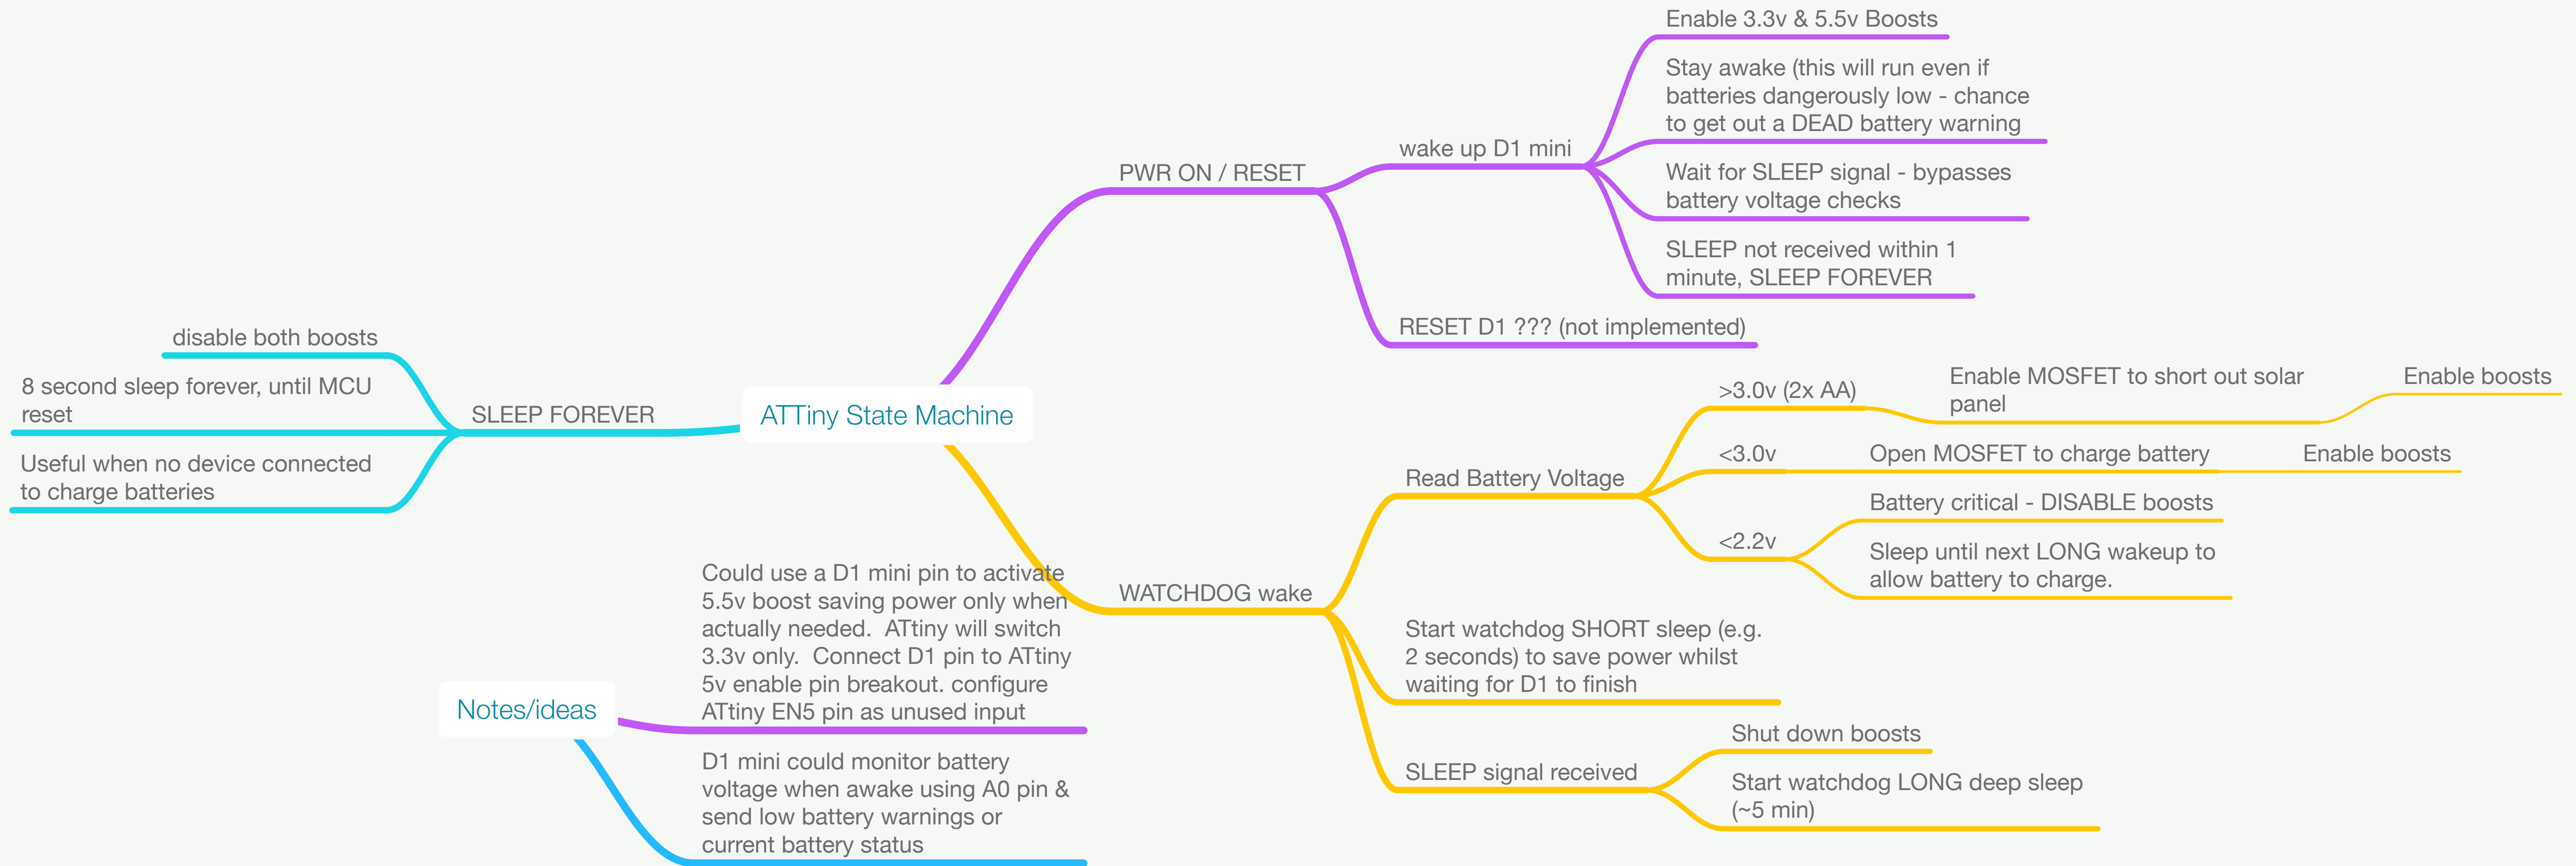 Enable 3.3v & 5.5v Boosts
Stay awake (this will run even if
batteries dangerously low - chance
to get out a DEAD battery warning
wake up D1 mini
PWR ON / RESET
Wait for SLEEP signal - bypasses
battery voltage checks
SLEEP not received within 1
minute, SLEEP FOREVER
RESET D1 ??? (not implemented)
disable both boosts
8 second sleep forever, until MCU
reset
SLEEP FOREVER
Useful when no device connected
to charge batteries
ATTiny State Machine
>3.0v (2x AA)
Enable MOSFET to short out solar
panel
Enable boosts
<3.0v
Open MOSFET to charge battery
Enable boosts
Read Battery Voltage
<2.2v
Battery critical - DISABLE boosts
Sleep until next LONG wakeup to
allow battery to charge.
WATCHDOG wake
Start watchdog SHORT sleep (e.g.
2 seconds) to save power whilst
waiting for D1 to finish
SLEEP signal received
Shut down boosts
Start watchdog LONG deep sleep
(~5 min)
Notes/ideas
Could use a D1 mini pin to activate
5.5v boost saving power only when
actually needed.  ATtiny will switch
3.3v only.  Connect D1 pin to ATtiny
5v enable pin breakout. configure
ATtiny EN5 pin as unused input
D1 mini could monitor battery
voltage when awake using A0 pin &
send low battery warnings or
current battery status